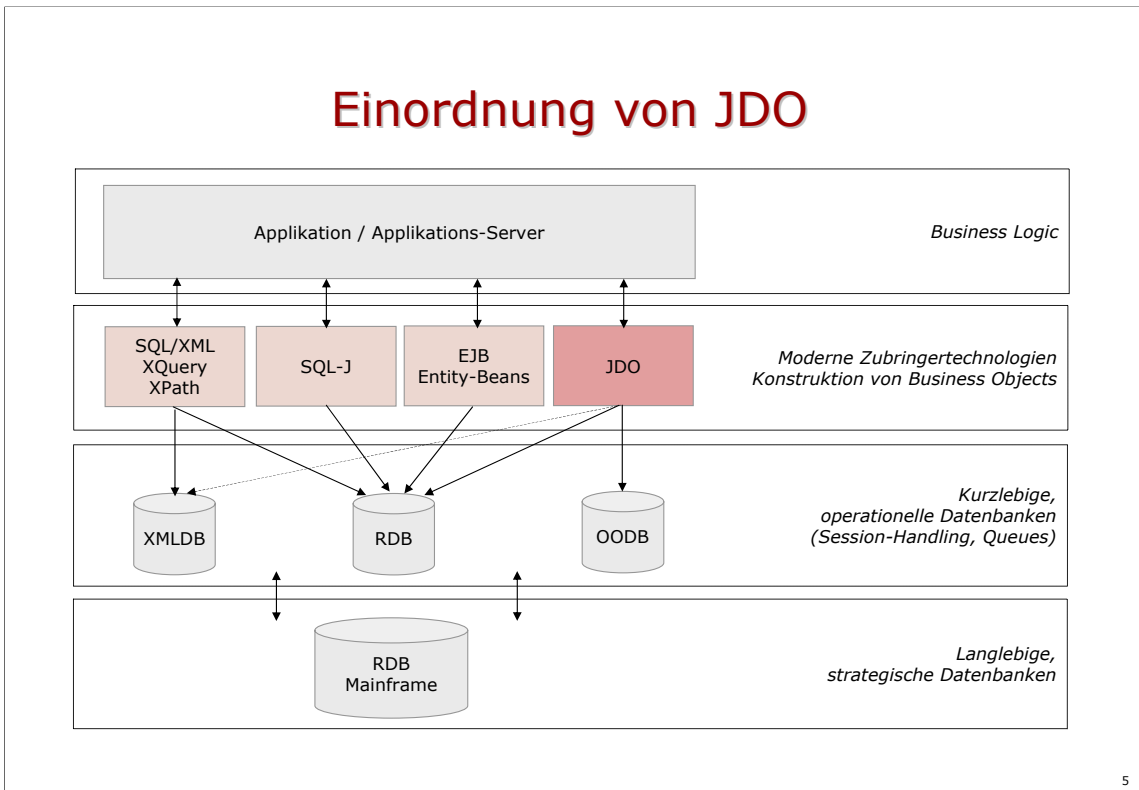 Einordnung von JDO
Applikation / Applikations-Server
Business Logic
SQL/XML
XQuery
XPath
SQL-J
EJB
Entity-Beans
JDO
Moderne Zubringertechnologien
Konstruktion von Business Objects
XMLDB
RDB
OODB
Kurzlebige,
operationelle Datenbanken
(Session-Handling, Queues)
RDB
Mainframe
Langlebige,
strategische Datenbanken
5